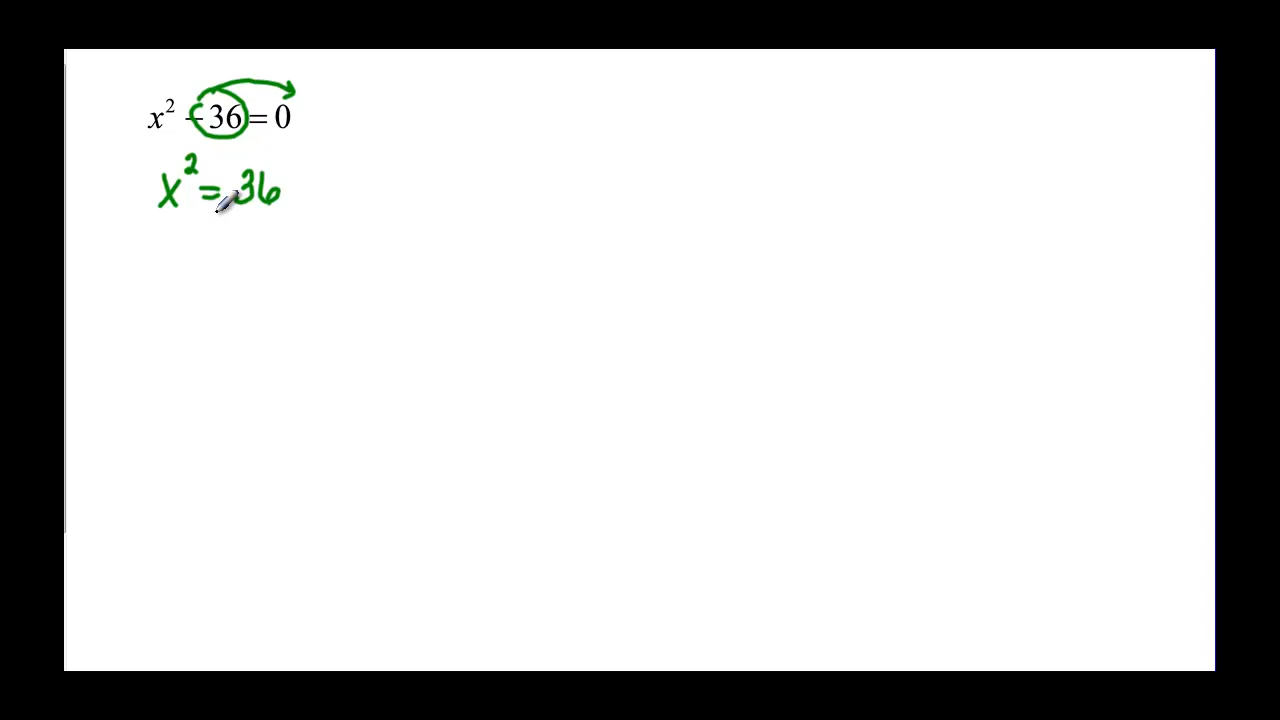 x² − 36 = 0
x² = 36